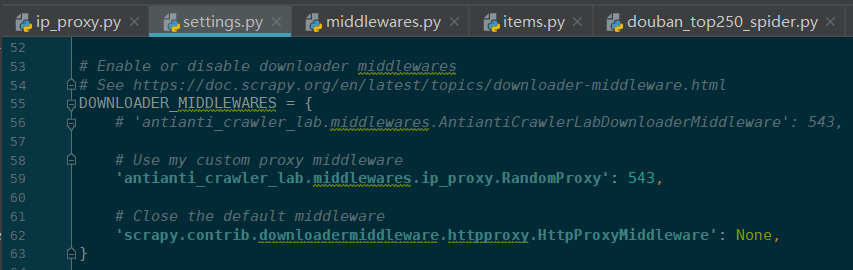 ip_proxy.py settings.py middlewares.py items.py douban_top250_spider.py
52
53 # Enable or disable downloader middlewares
54 # See https://doc.scrapy.org/en/latest/topics/downloader-middleware.html
55 DOWNLOADER_MIDDLEWARES = {
56 # 'antianti_crawler_lab.middlewares.AntiantiCrawlerLabDownloaderMiddleware': 543,
57
58 # Use my custom proxy middleware
59 'antianti_crawler_lab.middlewares.ip_proxy.RandomProxy': 543,
60
61 # Close the default middleware
62 'scrapy.contrib.downloadermiddleware.httpproxy.HttpProxyMiddleware': None,
63 }